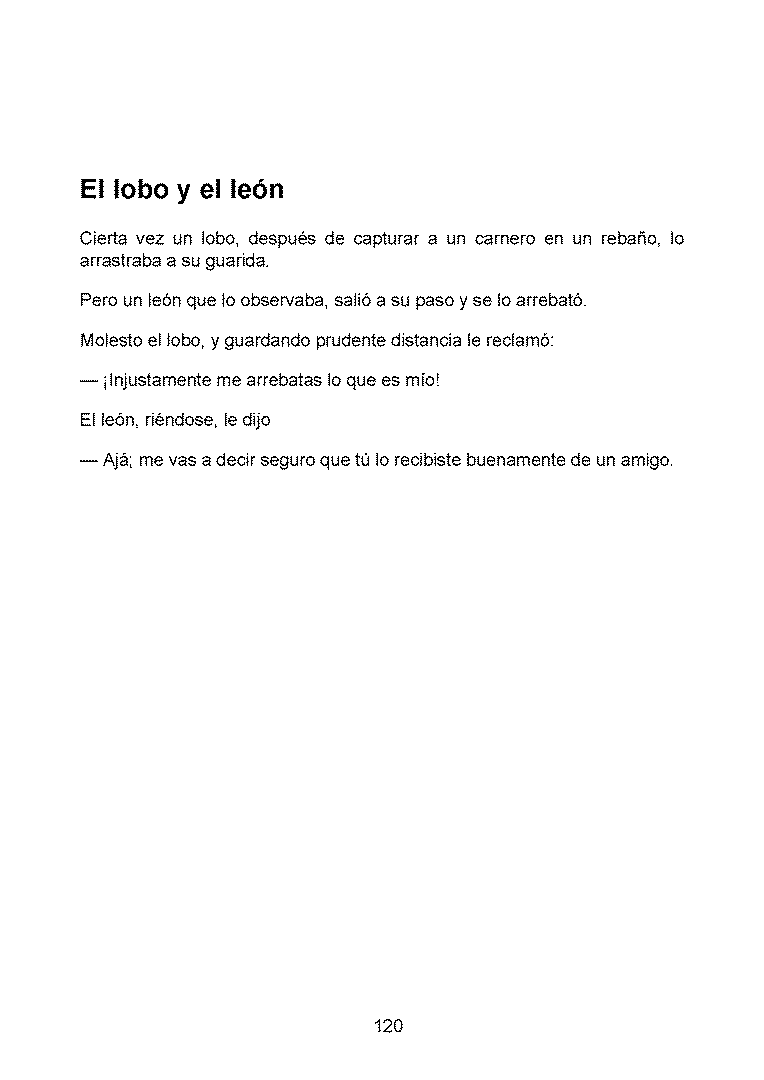 El lobo y el león
Cierta vez un lobo, después de capturar a un carnero en un rebaño, lo
arrastraba a su guarida.
Pero un león que lo observaba, salió a su paso y se lo arrebató.
Molesto el lobo, y guardando prudente distancia le reclamó:
— ¡Injustamente me arrebatas lo que es mío!
El león, riéndose, le dijo
— Ajá; me vas a decir seguro que tú lo recibiste buenamente de un amigo.
120